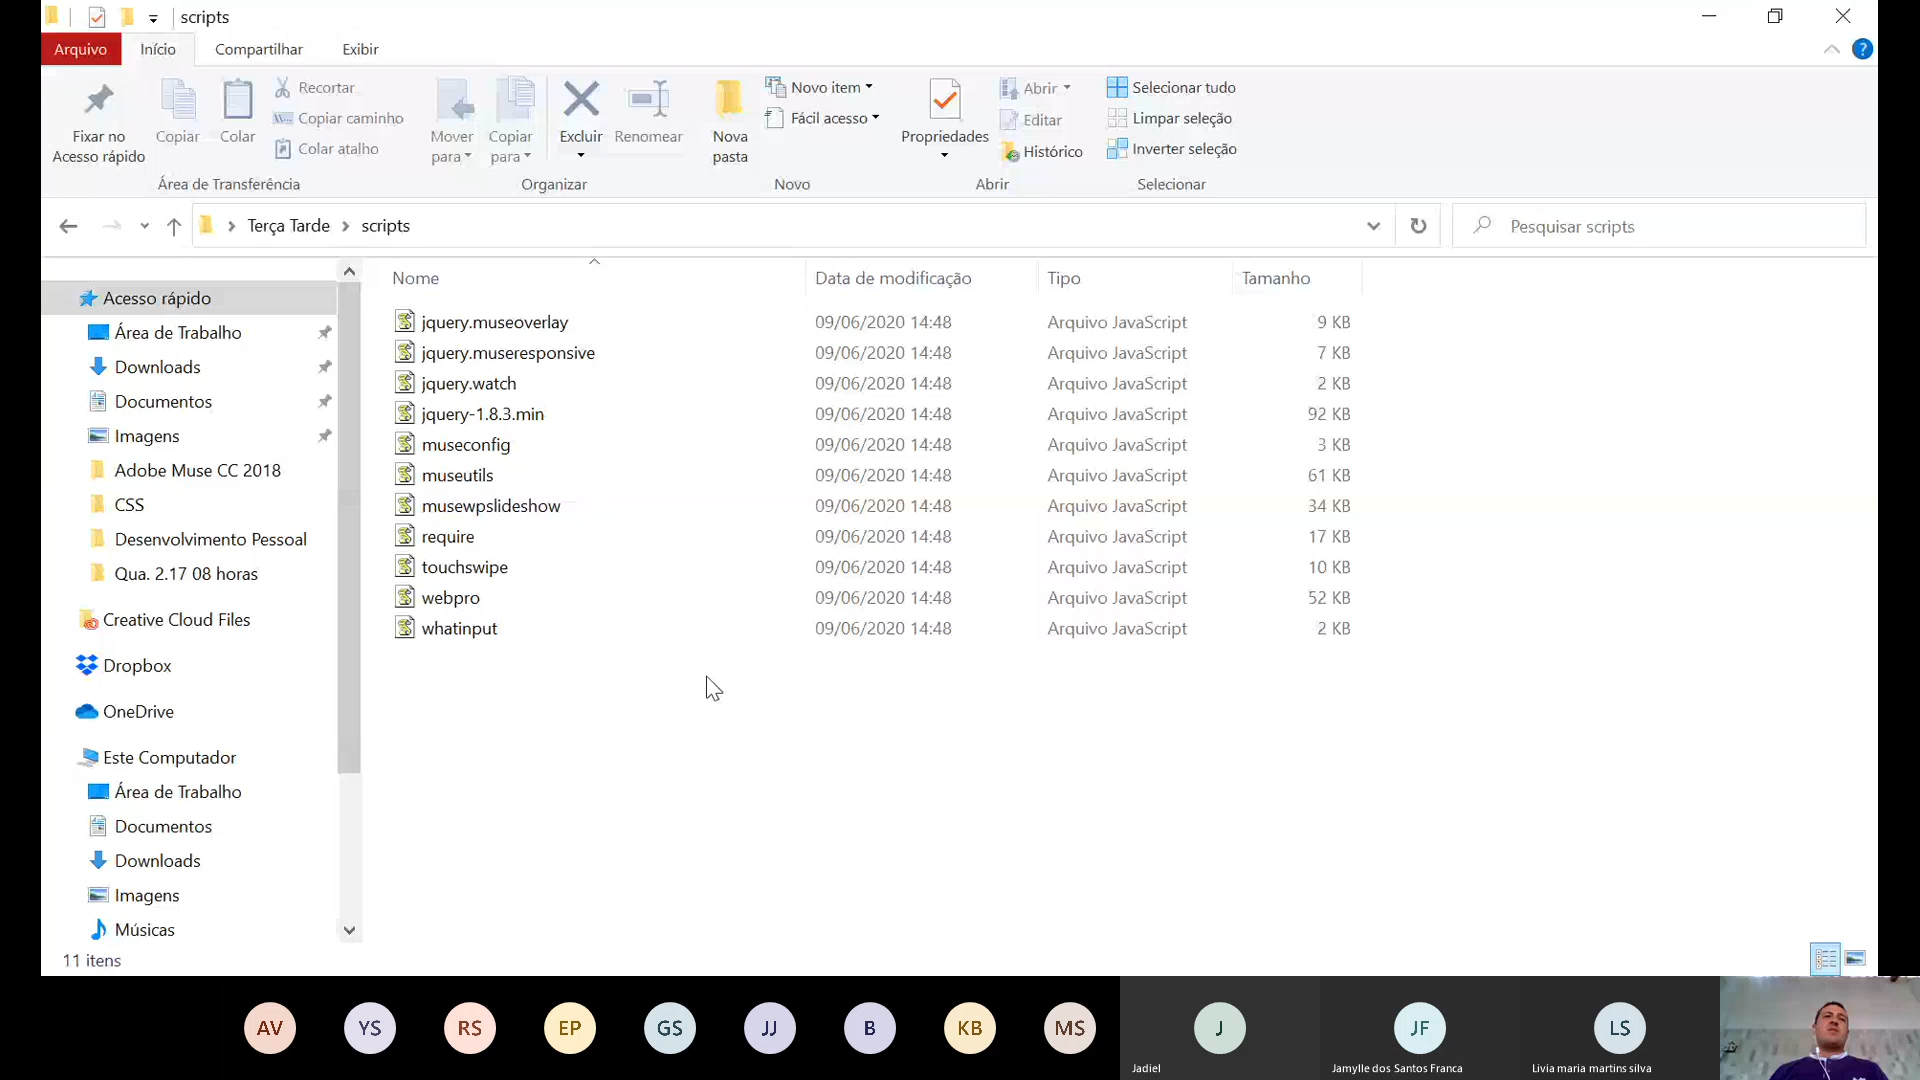 scripts
Arquivo Início Compartilhar Exibir
Fixar no
Acesso rápido
Copiar
Colar
Recortar
Copiar caminho
Colar atalho
Área de Transferência
Mover
para
Copiar
para
Excluir
Renomear
Organizar
Nova
pasta
Novo item
Fácil acesso
Novo
Propriedades
Abrir
Editar
Histórico
Abrir
Selecionar tudo
Limpar seleção
Inverter seleção
Selecionar
Terça Tarde scripts
Pesquisar scripts
Acesso rápido
Área de Trabalho
Downloads
Documentos
Imagens
Adobe Muse CC 2018
CSS
Desenvolvimento Pessoal
Qua. 2.17 08 horas
Creative Cloud Files
Dropbox
OneDrive
Este Computador
Área de Trabalho
Documentos
Downloads
Imagens
Músicas
Nome Data de modificação Tipo Tamanho
jquery.museoverlay 09/06/2020 14:48 Arquivo JavaScript 9 KB
jquery.museresponsive 09/06/2020 14:48 Arquivo JavaScript 7 KB
jquery.watch 09/06/2020 14:48 Arquivo JavaScript 2 KB
jquery-1.8.3.min 09/06/2020 14:48 Arquivo JavaScript 92 KB
museconfig 09/06/2020 14:48 Arquivo JavaScript 3 KB
museutils 09/06/2020 14:48 Arquivo JavaScript 61 KB
musewpslideshow 09/06/2020 14:48 Arquivo JavaScript 34 KB
require 09/06/2020 14:48 Arquivo JavaScript 17 KB
touchswipe 09/06/2020 14:48 Arquivo JavaScript 10 KB
webpro 09/06/2020 14:48 Arquivo JavaScript 52 KB
whatinput 09/06/2020 14:48 Arquivo JavaScript 2 KB
11 itens
AV YS RS EP GS JJ B KB MS J JF LS
Jadiel Jamylle dos Santos Franca Livia maria martins silva